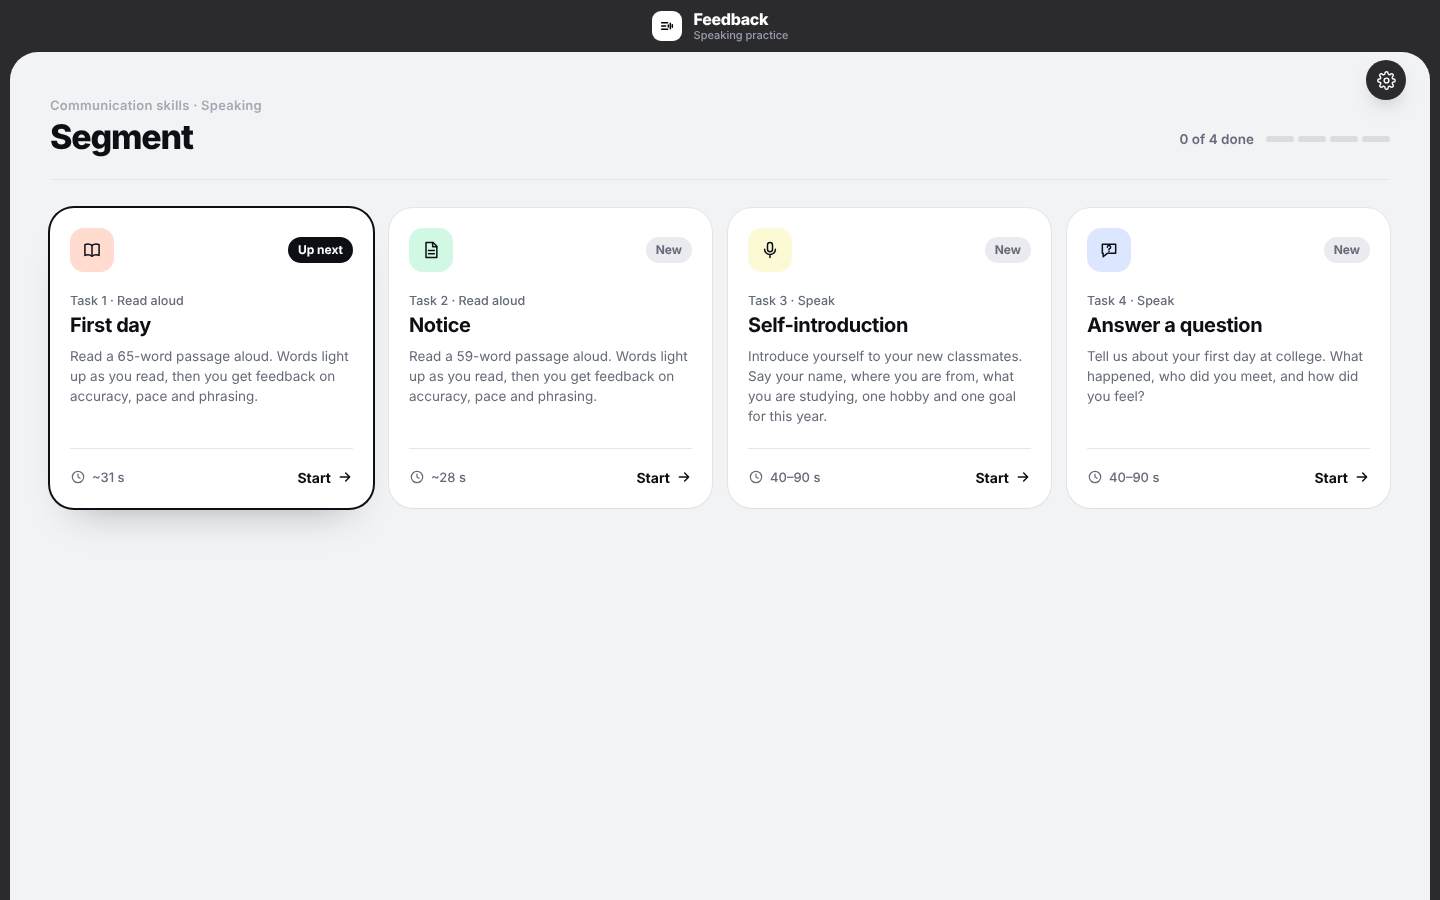 Feedback
Speaking practice
Communication skills · Speaking
Segment
0 of 4 done
Up next
Task 1 · Read aloud
First day
Read a 65-word passage aloud. Words light
up as you read, then you get feedback on
accuracy, pace and phrasing.
~31 s
Start →
New
Task 2 · Read aloud
Notice
Read a 59-word passage aloud. Words light
up as you read, then you get feedback on
accuracy, pace and phrasing.
~28 s
Start →
New
Task 3 · Speak
Self-introduction
Introduce yourself to your new classmates.
Say your name, where you are from, what
you are studying, one hobby and one goal
for this year.
40–90 s
Start →
New
Task 4 · Speak
Answer a question
Tell us about your first day at college. What
happened, who did you meet, and how did
you feel?
40–90 s
Start →